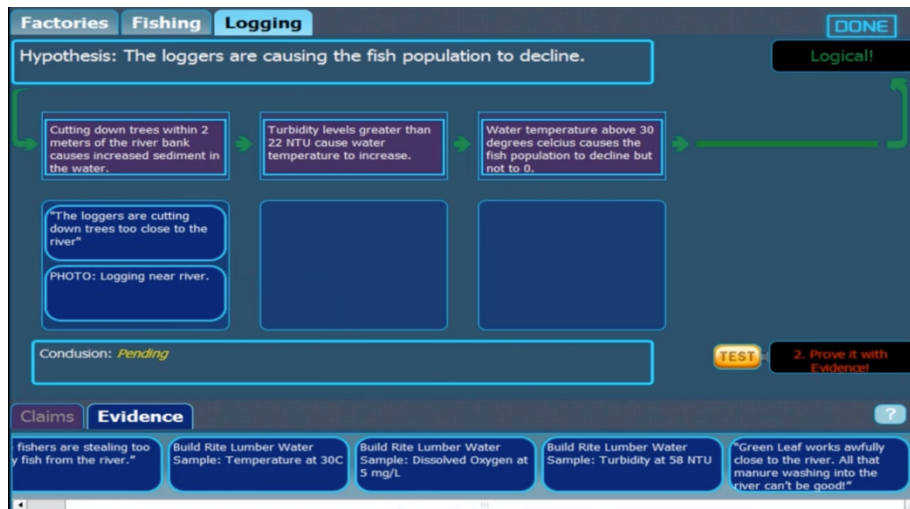 Factories Fishing Logging
DONE
Hypothesis: The loggers are causing the fish population to decline.
Logical!
Cutting down trees within 2
meters of the river bank
causes increased sediment in
the water.
Turbidity levels greater than
22 NTU cause water
temperature to increase.
Water temperature above 30
degrees celcius causes the
fish population to decline but
not to 0.
"The loggers are cutting
down trees too close to the
river"
PHOTO: Logging near river.
Conclusion: Pending
TEST
2. Prove it with
Evidence!
Claims Evidence
?
fishers are stealing too
y fish from the river."
Build Rite Lumber Water
Sample: Temperature at 30C
Build Rite Lumber Water
Sample: Dissolved Oxygen at
5 mg/L
Build Rite Lumber Water
Sample: Turbidity at 58 NTU
"Green Leaf works awfully
close to the river. All that
manure washing into the
river can't be good!"